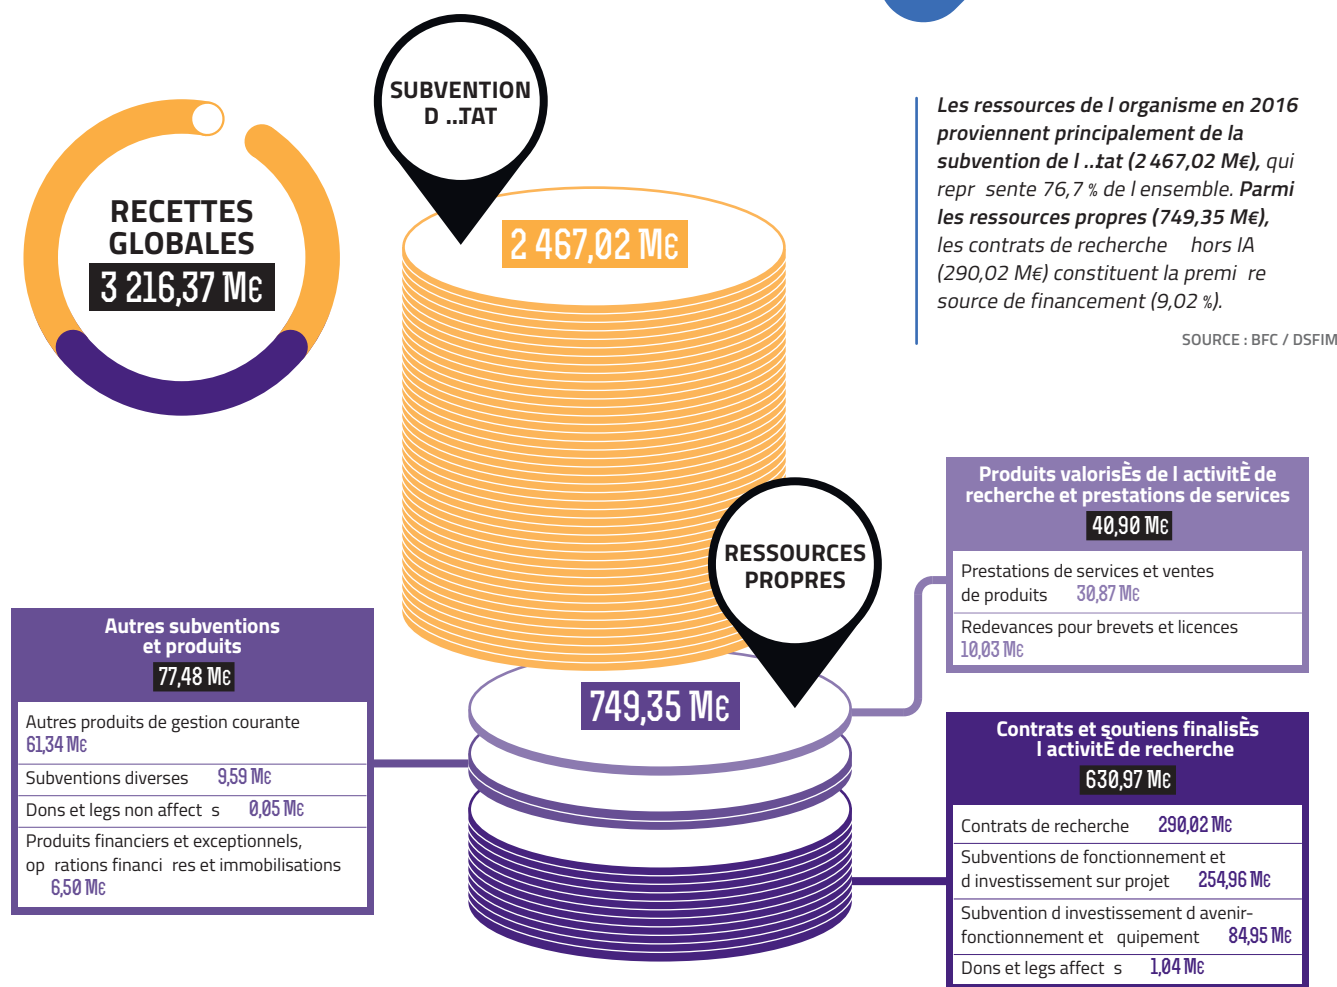 SUBVENTION
D ...TAT
RECETTES
GLOBALES
3 216,37 M€
2 467,02 M€
Les ressources de l organisme en 2016
proviennent principalement de la
subvention de l ...tat (2 467,02 M€), qui
repr sente 76,7 % de l ensemble. Parmi
les ressources propres (749,35 M€),
les contrats de recherche hors IA
(290,02 M€) constituent la premi re
source de financement (9,02 %).
SOURCE : BFC / DSFIM
RESSOURCES
PROPRES
749,35 M€
Produits valorisÈs de l activitÈ de
recherche et prestations de services
40,90 M€
Prestations de services et ventes
de produits 30,87 M€
Redevances pour brevets et licences
10,03 M€
Autres subventions
et produits
77,48 M€
Autres produits de gestion courante
61,34 M€
Subventions diverses 9,59 M€
Dons et legs non affect s 0,05 M€
Produits financiers et exceptionnels,
op rations financi res et immobilisations
6,50 M€
Contrats et soutiens finalisÈs
l activitÈ de recherche
630,97 M€
Contrats de recherche 290,02 M€
Subventions de fonctionnement et
d investissement sur projet 254,96 M€
Subvention d investissement d avenir-
fonctionnement et quipement 84,95 M€
Dons et legs affect s 1,04 M€